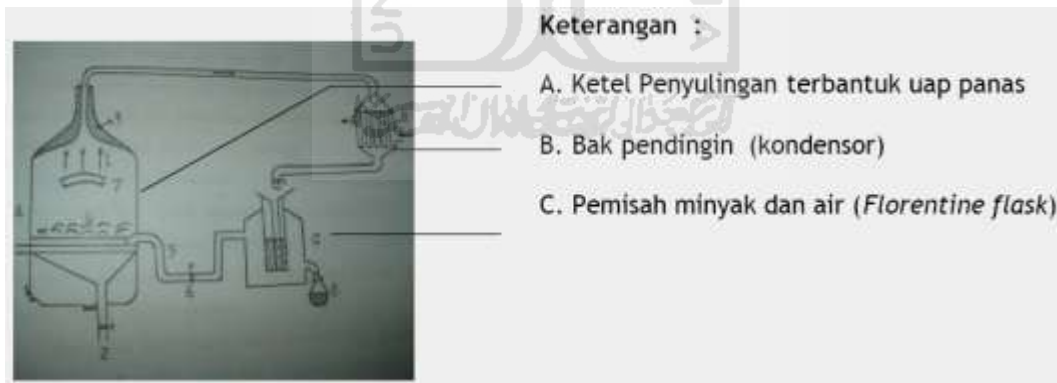 Keterangan :
A. Ketel Penyulingan terbantuk uap panas
B. Bak pendingin (kondensor)
C. Pemisah minyak dan air (Florentine flask)